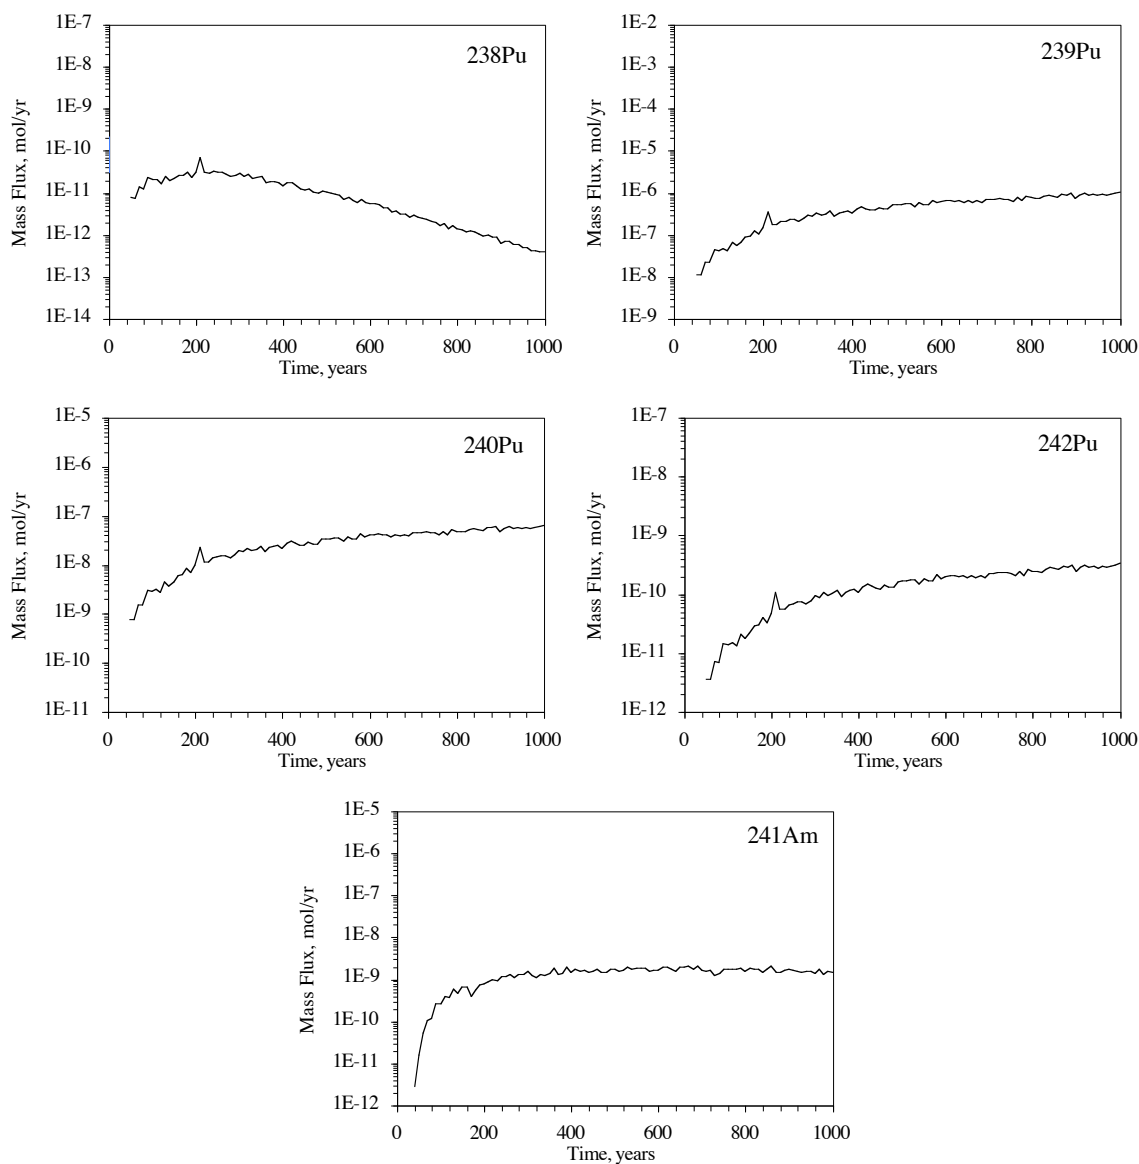 238Pu
Mass Flux, mol/yr
1E-7
1E-8
1E-9
1E-10
1E-11
1E-12
1E-13
1E-14
0 200 400 600 800 1000
Time, years
239Pu
Mass Flux, mol/yr
1E-2
1E-3
1E-4
1E-5
1E-6
1E-7
1E-8
1E-9
0 200 400 600 800 1000
Time, years
240Pu
Mass Flux, mol/yr
1E-5
1E-6
1E-7
1E-8
1E-9
1E-10
1E-11
0 200 400 600 800 1000
Time, years
242Pu
Mass Flux, mol/yr
1E-7
1E-8
1E-9
1E-10
1E-11
1E-12
0 200 400 600 800 1000
Time, years
241Am
Mass Flux, mol/yr
1E-5
1E-6
1E-7
1E-8
1E-9
1E-10
1E-11
1E-12
0 200 400 600 800 1000
Time, years